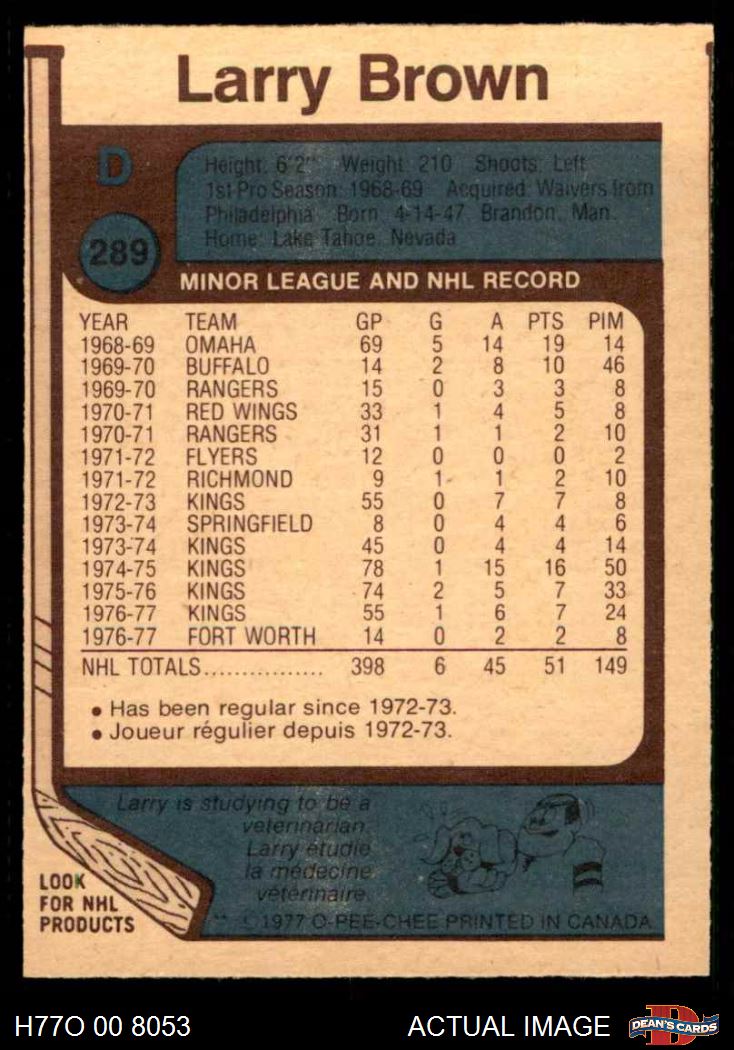 Larry Brown
D
Height: 6'2" Weight: 210 Shoots: Left
1st Pro Season: 1968-69 Acquired: Waivers from
Philadelphia Born: 4-14-47 Brandon, Man.
Home: Lake Tahoe, Nevada
289
MINOR LEAGUE AND NHL RECORD
YEAR TEAM GP G A PTS PIM
1968-69 OMAHA 69 5 14 19 14
1969-70 BUFFALO 14 2 8 10 46
1969-70 RANGERS 15 0 3 3 8
1970-71 RED WINGS 33 1 4 5 8
1970-71 RANGERS 31 1 1 2 10
1971-72 FLYERS 12 0 0 0 2
1971-72 RICHMOND 9 1 1 2 10
1972-73 KINGS 55 0 7 7 8
1973-74 SPRINGFIELD 8 0 4 4 6
1973-74 KINGS 45 0 4 4 14
1974-75 KINGS 78 1 15 16 50
1975-76 KINGS 74 2 5 7 33
1976-77 KINGS 55 1 6 7 24
1976-77 FORT WORTH 14 0 2 2 8
NHL TOTALS................ 398 6 45 51 149
• Has been regular since 1972-73.
• Joueur régulier depuis 1972-73.
Larry is studying to be a
veterinarian.
Larry étudie
la médecine
vétérinaire.
LOOK
FOR NHL
PRODUCTS
** © 1977 O-PEE-CHEE PRINTED IN CANADA
H77O 00 8053 ACTUAL IMAGE
DEAN'S CARDS